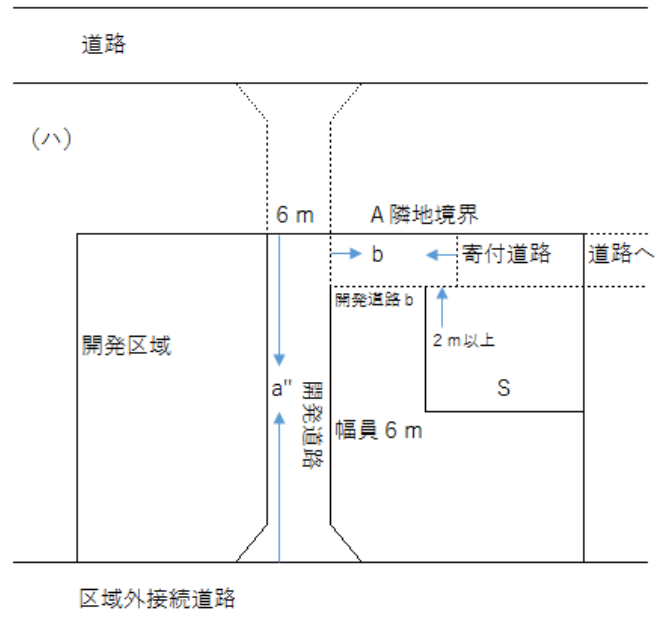 道路
(ハ)
6 m
A 隣地境界
b
寄付道路
道路へ
開発道路 b
開発区域
2 m以上
a"
開発道路
S
幅員 6 m
区域外接続道路